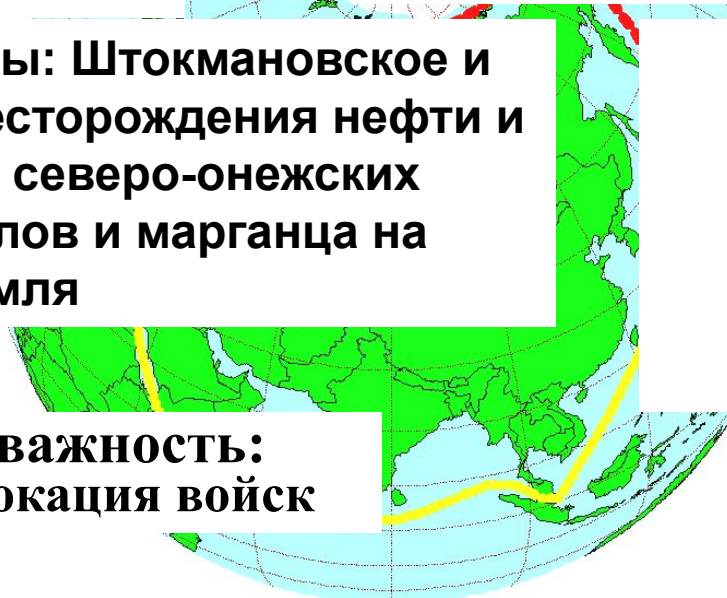 ы: Штокмановское и
есторождения нефти и
северо-онежских
лов и марганца на
мля
важность:
окация войск